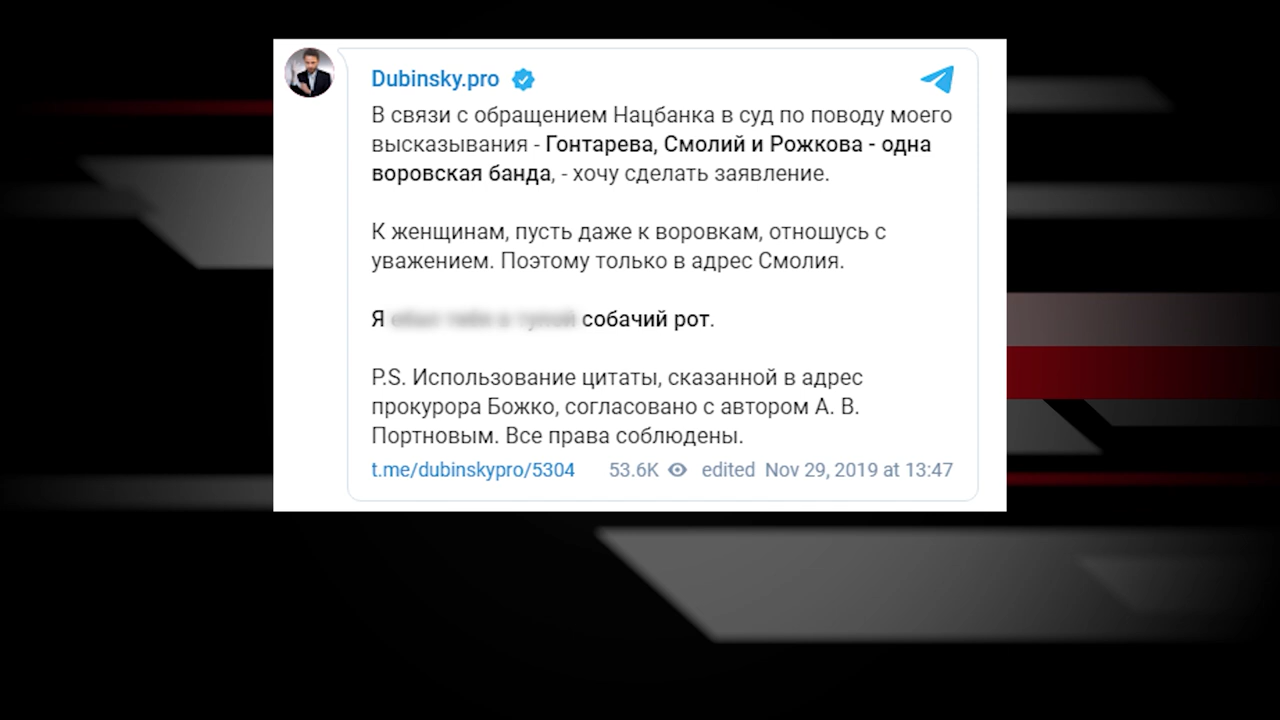 Dubinsky.pro
В связи с обращением Нацбанка в суд по поводу моего
высказывания - Гонтарева, Смолий и Рожкова - одна
воровская банда, - хочу сделать заявление.
К женщинам, пусть даже к воровкам, отношусь с
уважением. Поэтому только в адрес Смолия.
Я собачий рот.
P.S. Использование цитаты, сказанной в адрес
прокурора Божко, согласовано с автором А. В.
Портновым. Все права соблюдены.
t.me/dubinskypro/5304 53.6K edited Nov 29, 2019 at 13:47